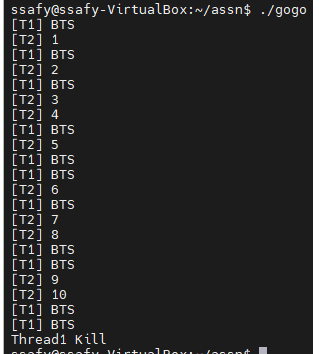 ssafy@ssafy-VirtualBox:~/assn$ ./gogo
[T1] BTS
[T2] 1
[T1] BTS
[T2] 2
[T1] BTS
[T2] 3
[T2] 4
[T1] BTS
[T2] 5
[T1] BTS
[T1] BTS
[T2] 6
[T1] BTS
[T2] 7
[T2] 8
[T1] BTS
[T1] BTS
[T2] 9
[T2] 10
[T1] BTS
[T1] BTS
Thread1 Kill
ssafy@ssafy-VirtualBox:~/assn$